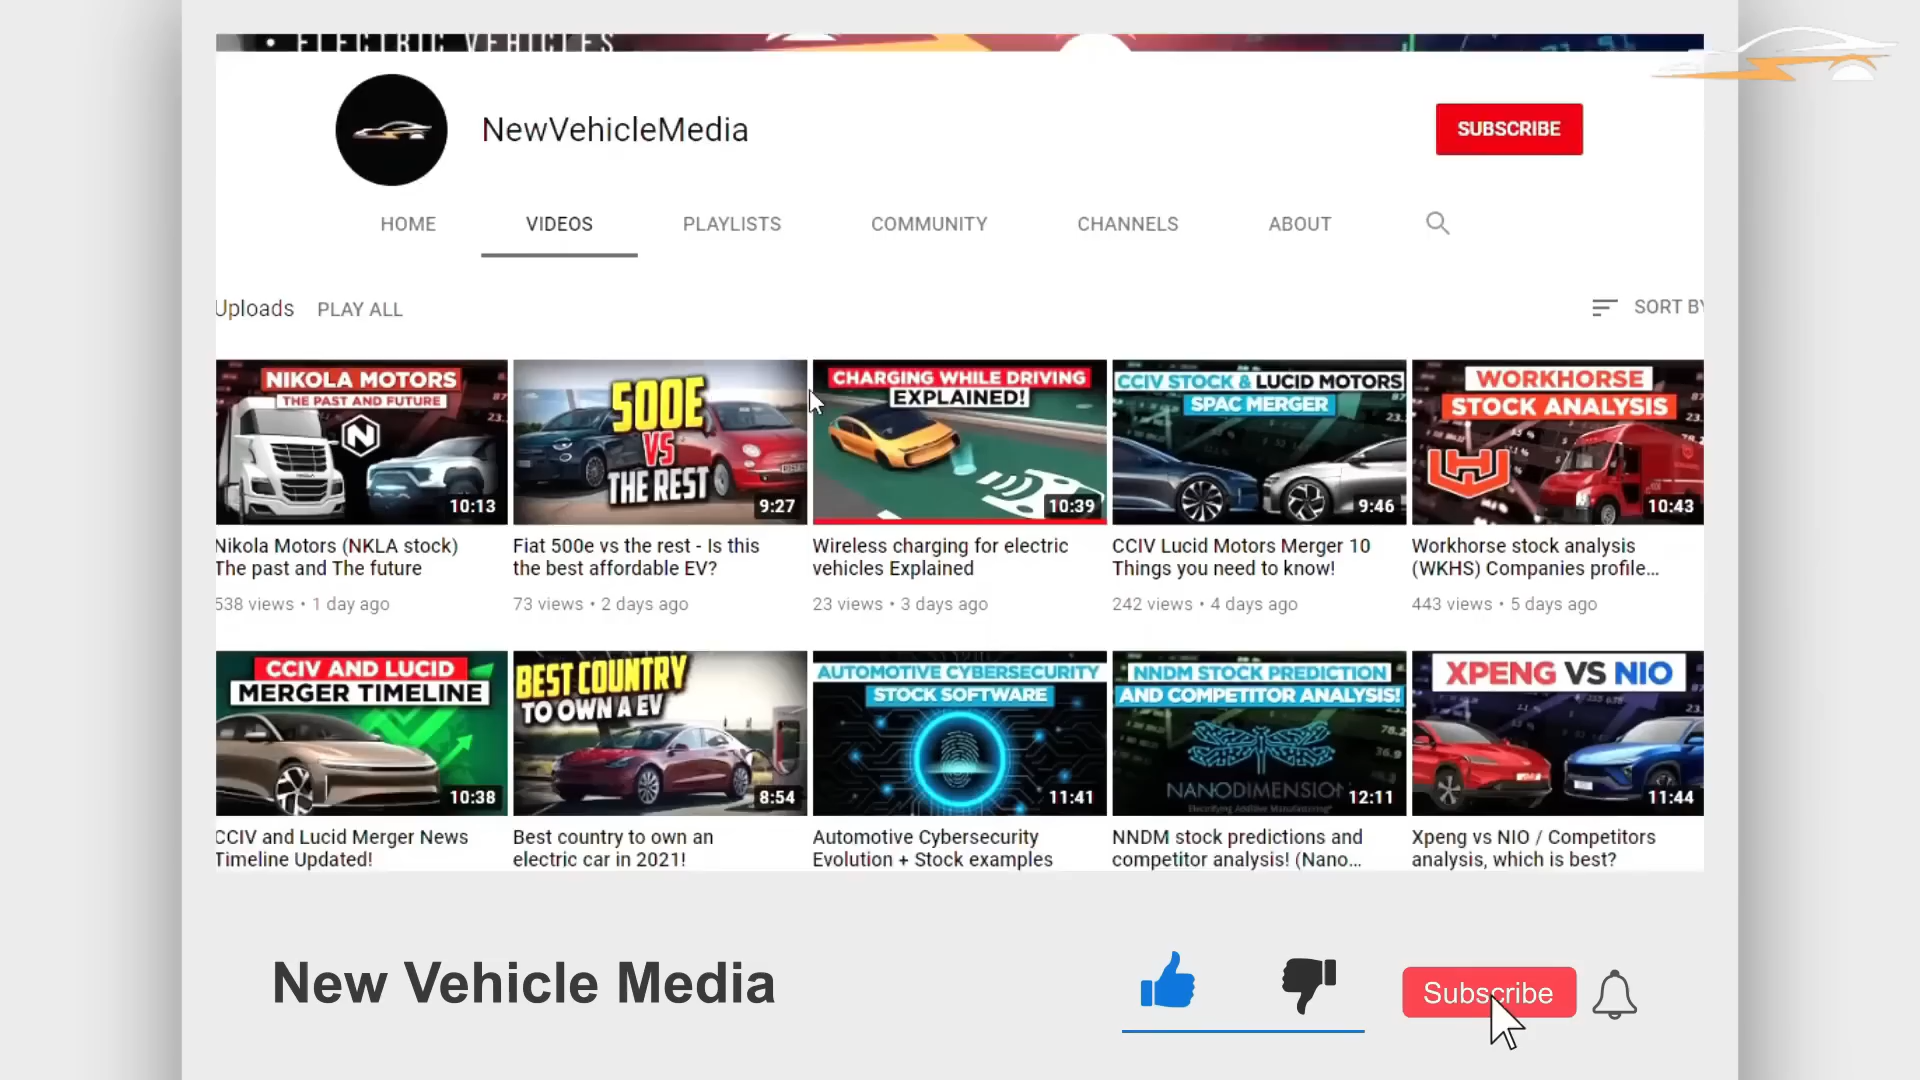 • ELECTRIC VEHICLES
NewVehicleMedia
SUBSCRIBE
HOME VIDEOS PLAYLISTS COMMUNITY CHANNELS ABOUT
Uploads PLAY ALL SORT BY
NIKOLA MOTORS
THE PAST AND FUTURE
N
10:13
500E
VS
THE REST
9:27
CHARGING WHILE DRIVING
EXPLAINED!
10:39
CCIV STOCK & LUCID MOTORS
SPAC MERGER
9:46
WORKHORSE
STOCK ANALYSIS
10:43
Nikola Motors (NKLA stock)
The past and The future
538 views • 1 day ago
Fiat 500e vs the rest - Is this
the best affordable EV?
73 views • 2 days ago
Wireless charging for electric
vehicles Explained
23 views • 3 days ago
CCIV Lucid Motors Merger 10
Things you need to know!
242 views • 4 days ago
Workhorse stock analysis
(WKHS) Companies profile...
443 views • 5 days ago
CCIV AND LUCID
MERGER TIMELINE
10:38
BEST COUNTRY
TO OWN A EV
8:54
AUTOMOTIVE CYBERSECURITY
STOCK SOFTWARE
11:41
NNDM STOCK PREDICTION
AND COMPETITOR ANALYSIS!
NANODIMENSION
Electrifying Additive Manufacturing®
12:11
XPENG VS NIO
11:44
CCIV and Lucid Merger News
Timeline Updated!
Best country to own an
electric car in 2021!
Automotive Cybersecurity
Evolution + Stock examples
NNDM stock predictions and
competitor analysis! (Nano...
Xpeng vs NIO / Competitors
analysis, which is best?
New Vehicle Media
Subscribe